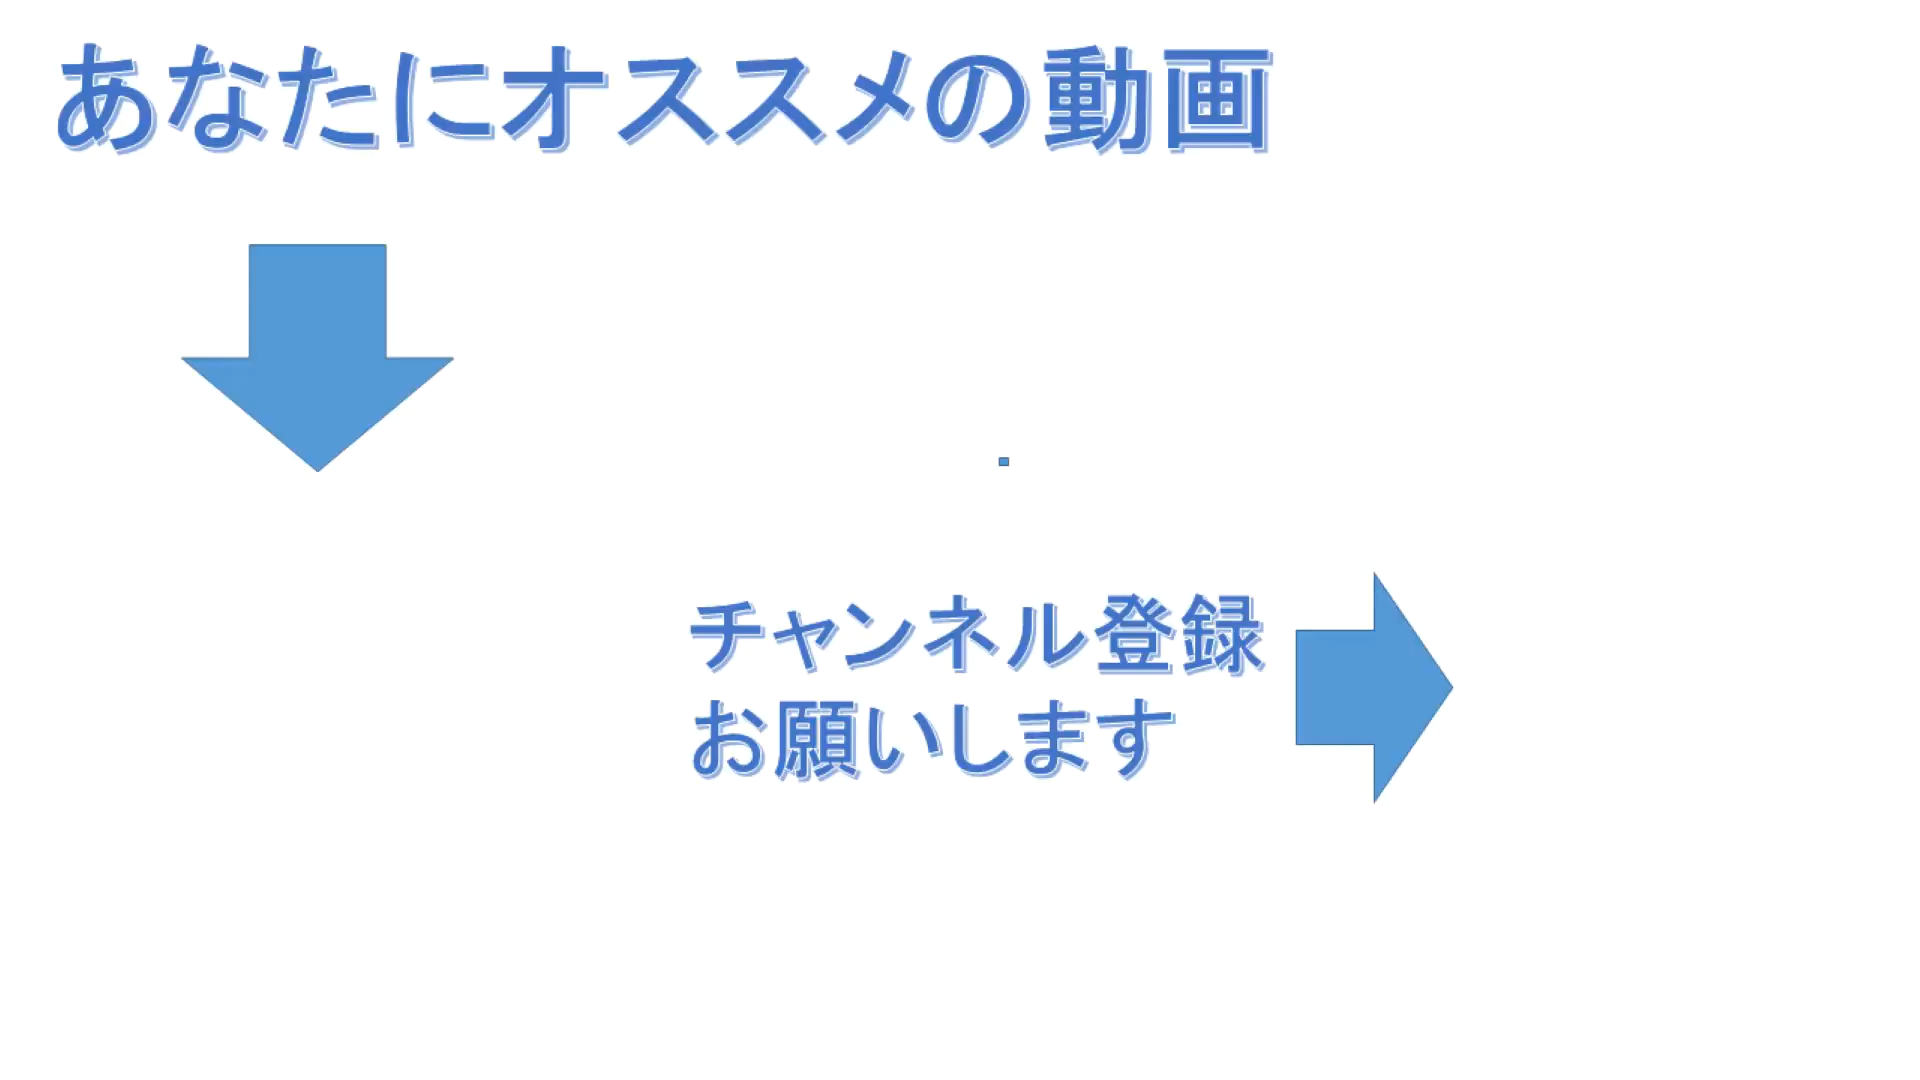 あなたにオススメの動画
チャンネル登録
お願いします